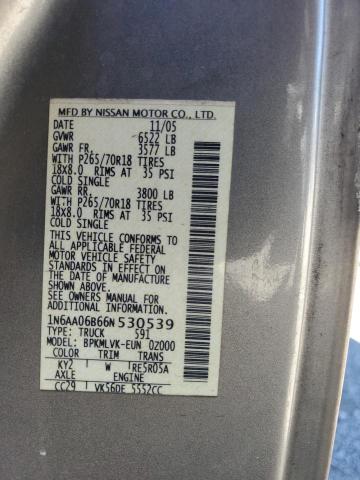 MFD BY NISSAN MOTOR CO., LTD.
DATE 11/05
GVWR 6522 LB
GAWR FR. 3577 LB
WITH P265/70R18 TIRES
18X8.0 RIMS AT 35 PSI
COLD SINGLE
GAWR RR. 3800 LB
WITH P265/70R18 TIRES
18X8.0 RIMS AT 35 PSI
COLD SINGLE
THIS VEHICLE CONFORMS TO
ALL APPLICABLE FEDERAL
MOTOR VEHICLE SAFETY
STANDARDS IN EFFECT ON
THE DATE OF MANUFACTURE
SHOWN ABOVE.
SEE OWNERS MANUAL FOR
ADDITIONAL INFORMATION.
1N6AA06B66N530539
TYPE: TRUCK 591
MODEL: BPKMLVK-EUN 02000
COLOR TRIM TRANS
KY2 W RE5R05A
AXLE ENGINE
CC29 VK56DE 5552CC